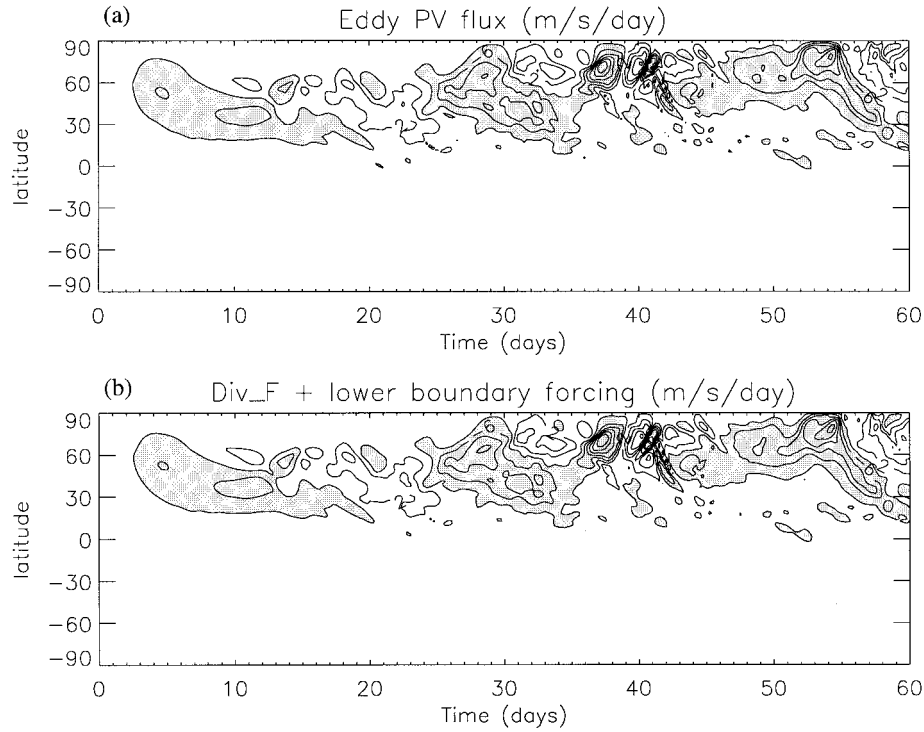 (a)
Eddy PV flux (m/s/day)
90
60
30
0
-30
-60
-90
latitude
0 10 20 30 40 50 60
Time (days)
(b)
Div_F + lower boundary forcing (m/s/day)
90
60
30
0
-30
-60
-90
latitude
0 10 20 30 40 50 60
Time (days)